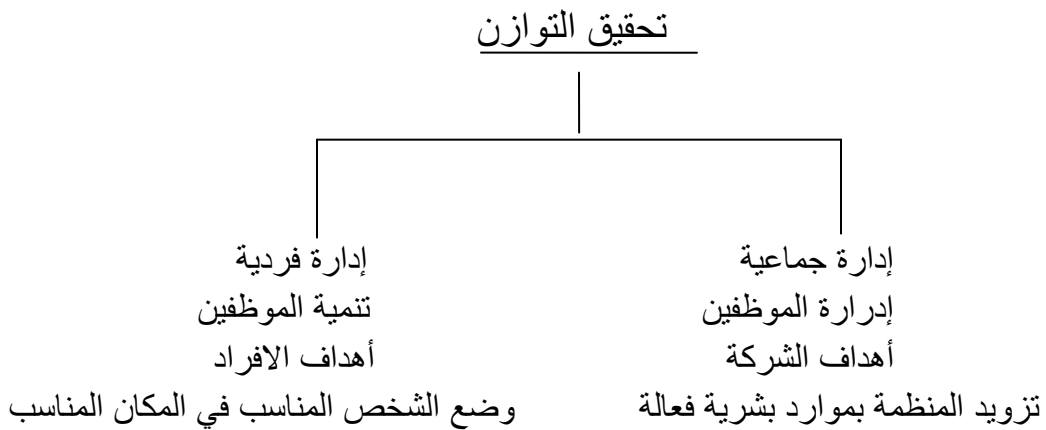 تحقيق التوازن
إدارة جماعية
إدرارة الموظفين
أهداف الشركة
تزويد المنظمة بموارد بشرية فعالة
إدارة فردية
تنمية الموظفين
أهداف الافراد
وضع الشخص المناسب في المكان المناسب